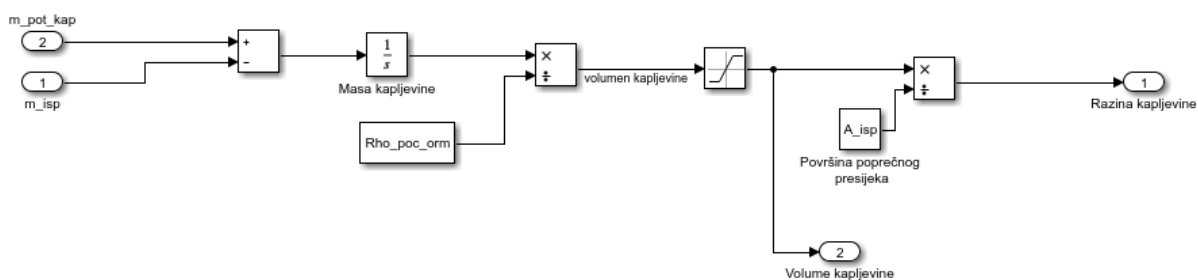 m_pot_kap
2
1
m_isp
+
−
1
s
Masa kapljevine
Rho_poc_orm
×
÷
volumen kapljevine
×
÷
A_isp
Površina poprečnog
presijeka
1
Razina kapljevine
2
Volume kapljevine